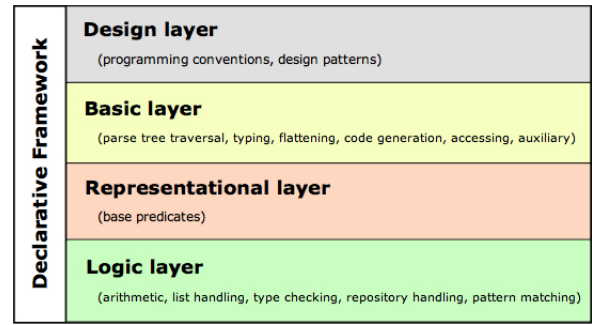 Declarative Framework
Design layer
(programming conventions, design patterns)
Basic layer
(parse tree traversal, typing, flattening, code generation, accessing, auxiliary)
Representational layer
(base predicates)
Logic layer
(arithmetic, list handling, type checking, repository handling, pattern matching)